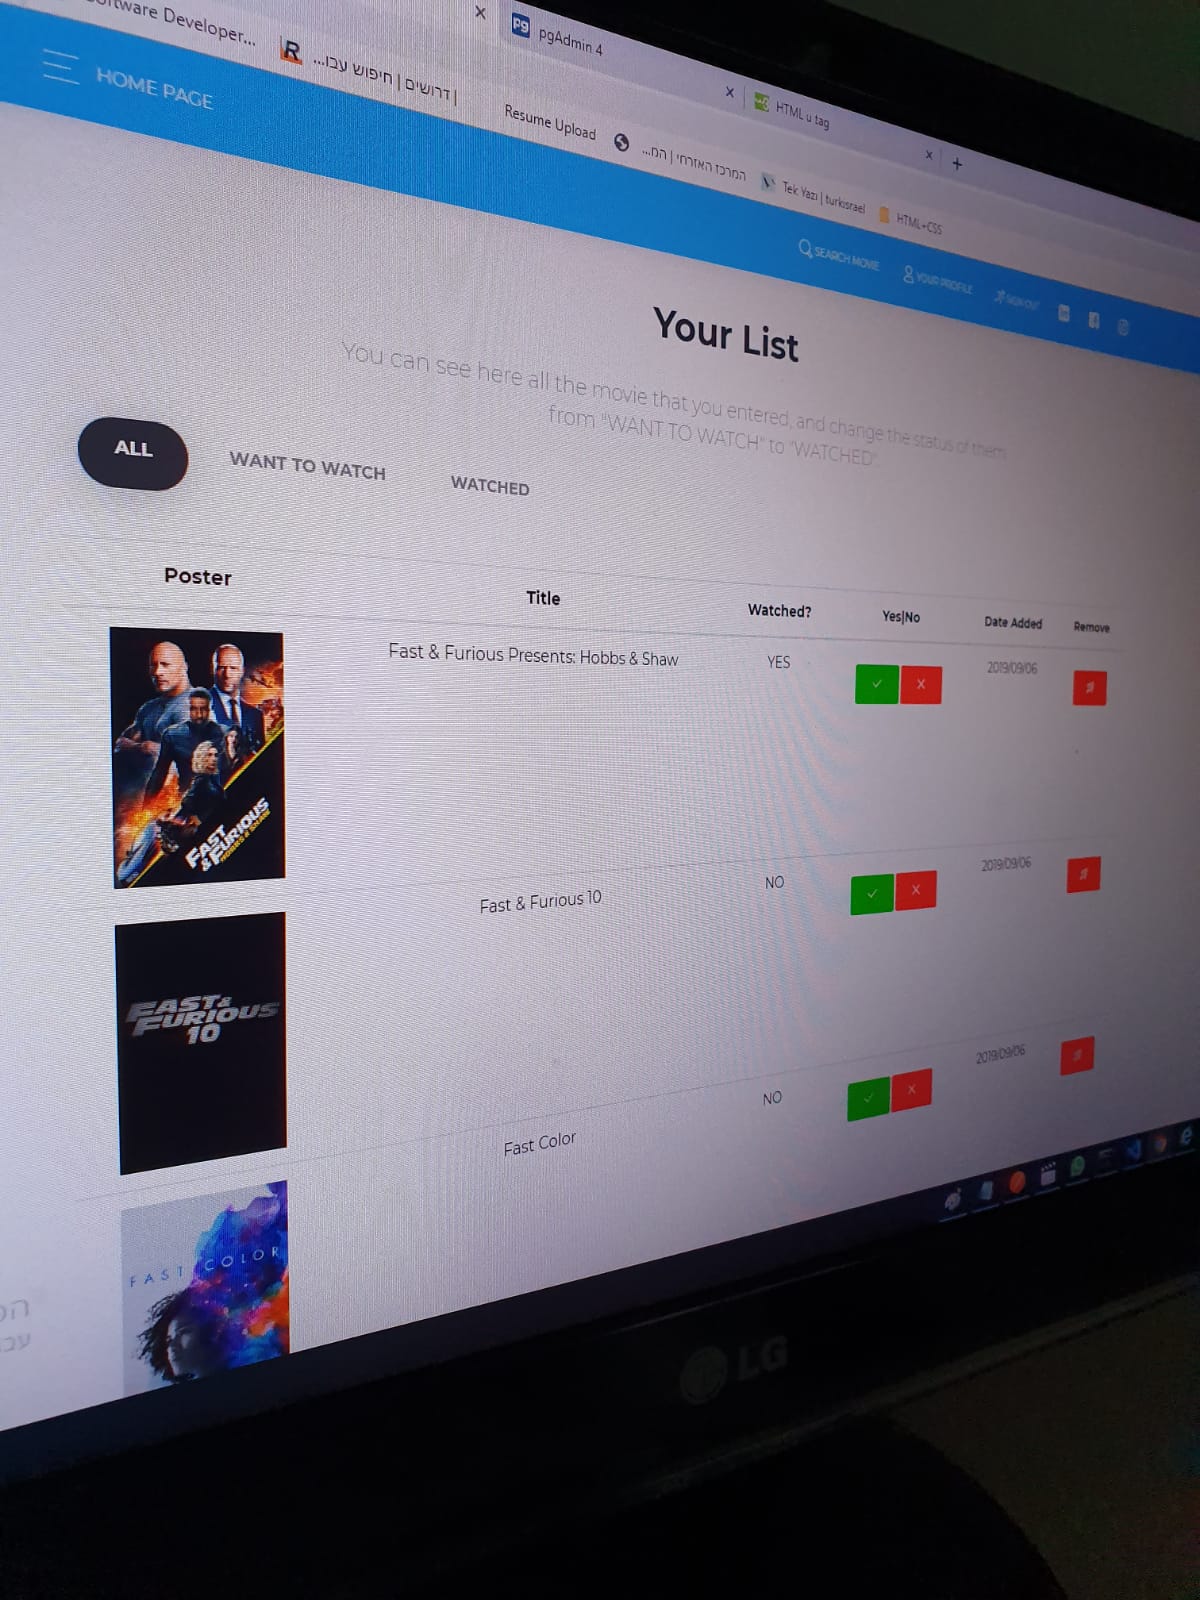 Software Developer...
pgAdmin 4
HTML u tag
דרושים | חיפוש עבו...
Resume Upload
המרכז האזרחי | המ...
Tek Yazı | turkisrael
HTML+CSS
HOME PAGE
SEARCH MOVIE
YOUR PROFILE
SIGN OUT
Your List
You can see here all the movie that you entered, and change the status of them
from "WANT TO WATCH" to "WATCHED"
ALL
WANT TO WATCH
WATCHED
Poster
Title
Watched?
Yes|No
Date Added
Remove
Fast & Furious Presents: Hobbs & Shaw
YES
2019/09/06
FAST
& FURIOUS
HOBBS & SHAW
Fast & Furious 10
NO
2019/09/06
FAST &
FURIOUS
10
Fast Color
NO
2019/09/06
FAST COLOR
LG